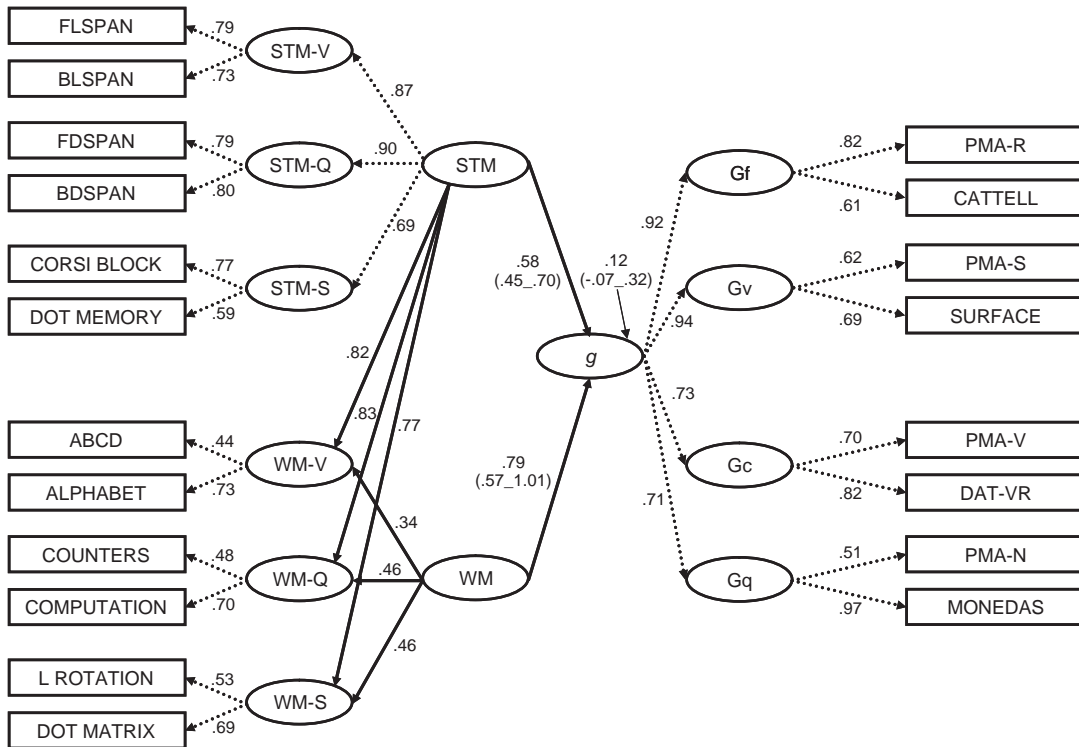 FLSPAN
.79
STM-V
BLSPAN
.73
.87
FDSPAN
.79
STM-Q
.90
STM
BDSPAN
.80
.69
CORSI BLOCK
.77
STM-S
DOT MEMORY
.59
.82
.83
.77
ABCD
.44
WM-V
ALPHABET
.73
.34
COUNTERS
.48
WM-Q
.46
WM
COMPUTATION
.70
.46
L ROTATION
.53
WM-S
DOT MATRIX
.69
.58
(.45_.70)
.12
(-.07_.32)
g
.79
(.57_1.01)
.92
.94
.73
.71
Gf
.82
PMA-R
.61
CATTELL
Gv
.62
PMA-S
.69
SURFACE
Gc
.70
PMA-V
.82
DAT-VR
Gq
.51
PMA-N
.97
MONEDAS